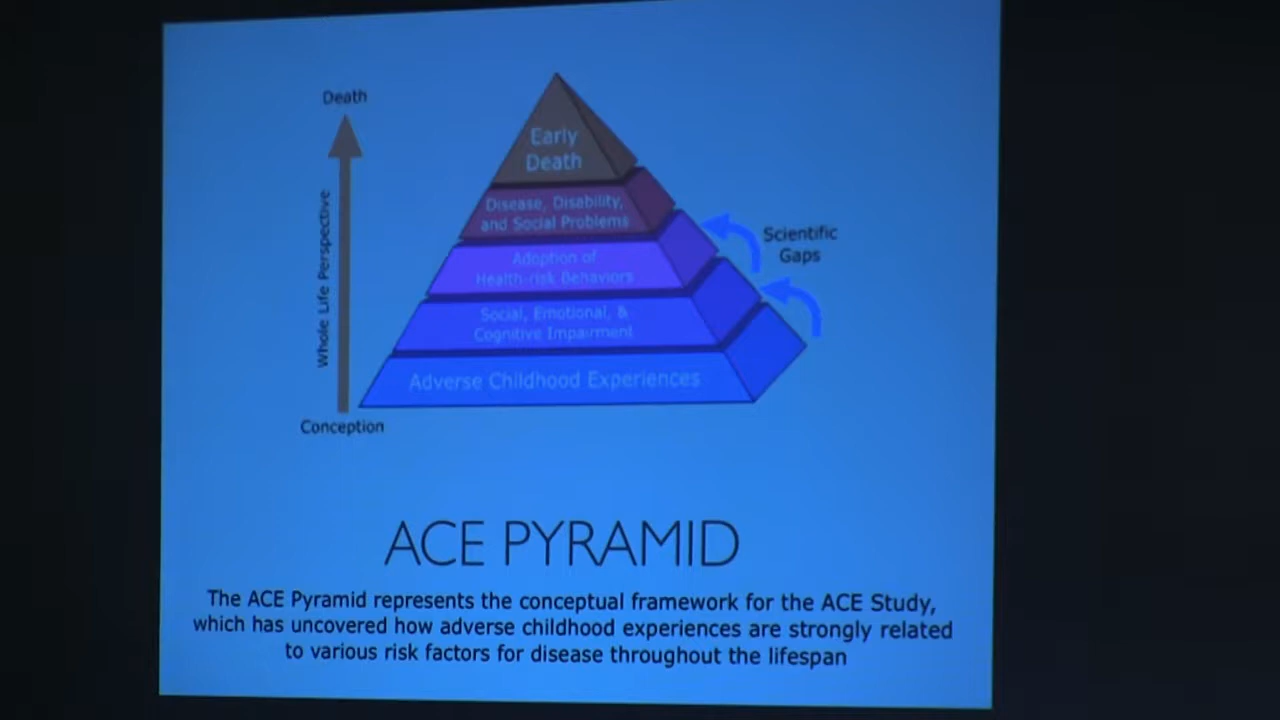 Death
Early
Death
Disease, Disability,
and Social Problems
Scientific
Gaps
Adoption of
Health-risk Behaviors
Whole Life Perspective
Social, Emotional, &
Cognitive Impairment
Adverse Childhood Experiences
Conception
ACE PYRAMID
The ACE Pyramid represents the conceptual framework for the ACE Study,
which has uncovered how adverse childhood experiences are strongly related
to various risk factors for disease throughout the lifespan